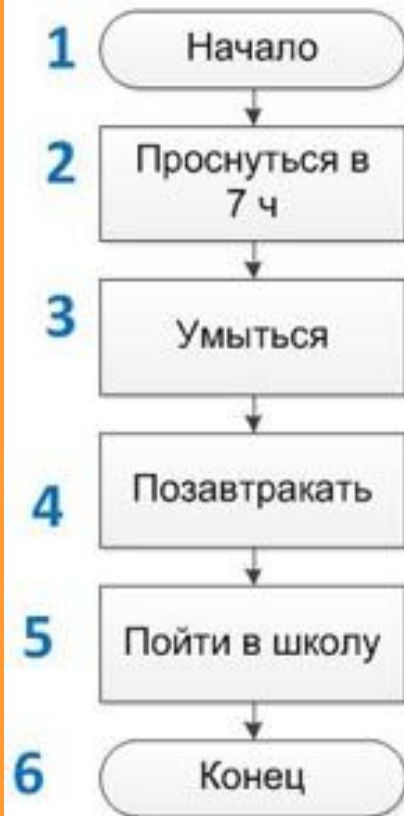 1 Начало
2 Проснуться в
7 ч
3 Умыться
4 Позавтракать
5 Пойти в школу
6 Конец